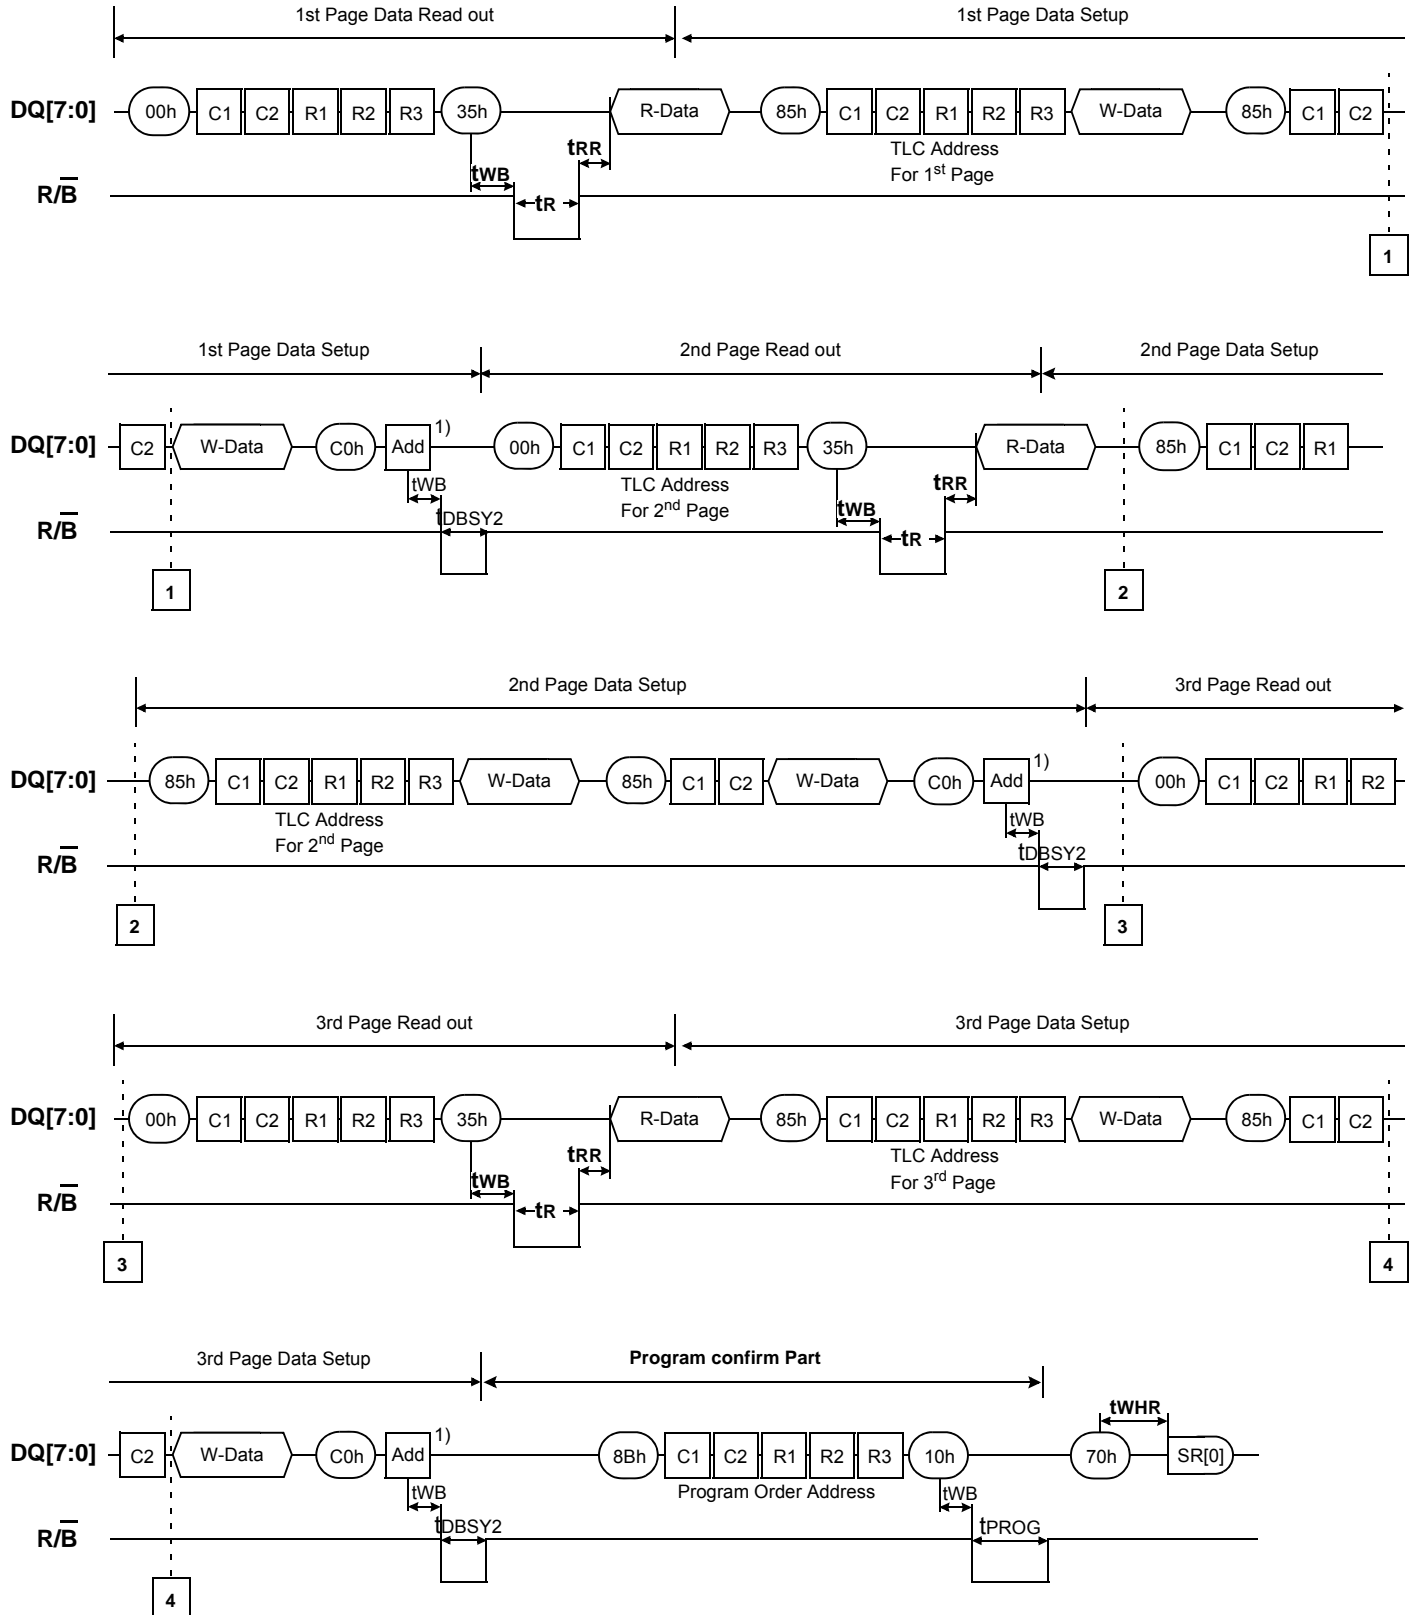 1st Page Data Read out 1st Page Data Setup
DQ[7:0] 00h C1 C2 R1 R2 R3 35h R-Data 85h C1 C2 R1 R2 R3 W-Data 85h C1 C2
tRR TLC Address
tWB For 1st Page
R/B tR
1
1st Page Data Setup 2nd Page Read out 2nd Page Data Setup
DQ[7:0] C2 W-Data C0h Add 1) 00h C1 C2 R1 R2 R3 35h R-Data 85h C1 C2 R1
tWB TLC Address tRR
tDBSY2 For 2nd Page tWB
R/B tR
1 2
2nd Page Data Setup 3rd Page Read out
DQ[7:0] 85h C1 C2 R1 R2 R3 W-Data 85h C1 C2 W-Data C0h Add 1) 00h C1 C2 R1 R2
TLC Address tWB
For 2nd Page tDBSY2
R/B
2 3
3rd Page Read out 3rd Page Data Setup
DQ[7:0] 00h C1 C2 R1 R2 R3 35h R-Data 85h C1 C2 R1 R2 R3 W-Data 85h C1 C2
tRR TLC Address
tWB For 3rd Page
R/B tR
3 4
3rd Page Data Setup Program confirm Part
tWHR
DQ[7:0] C2 W-Data C0h Add 1) 8Bh C1 C2 R1 R2 R3 10h 70h SR[0]
tWB Program Order Address tWB
R/B tDBSY2 tPROG
4